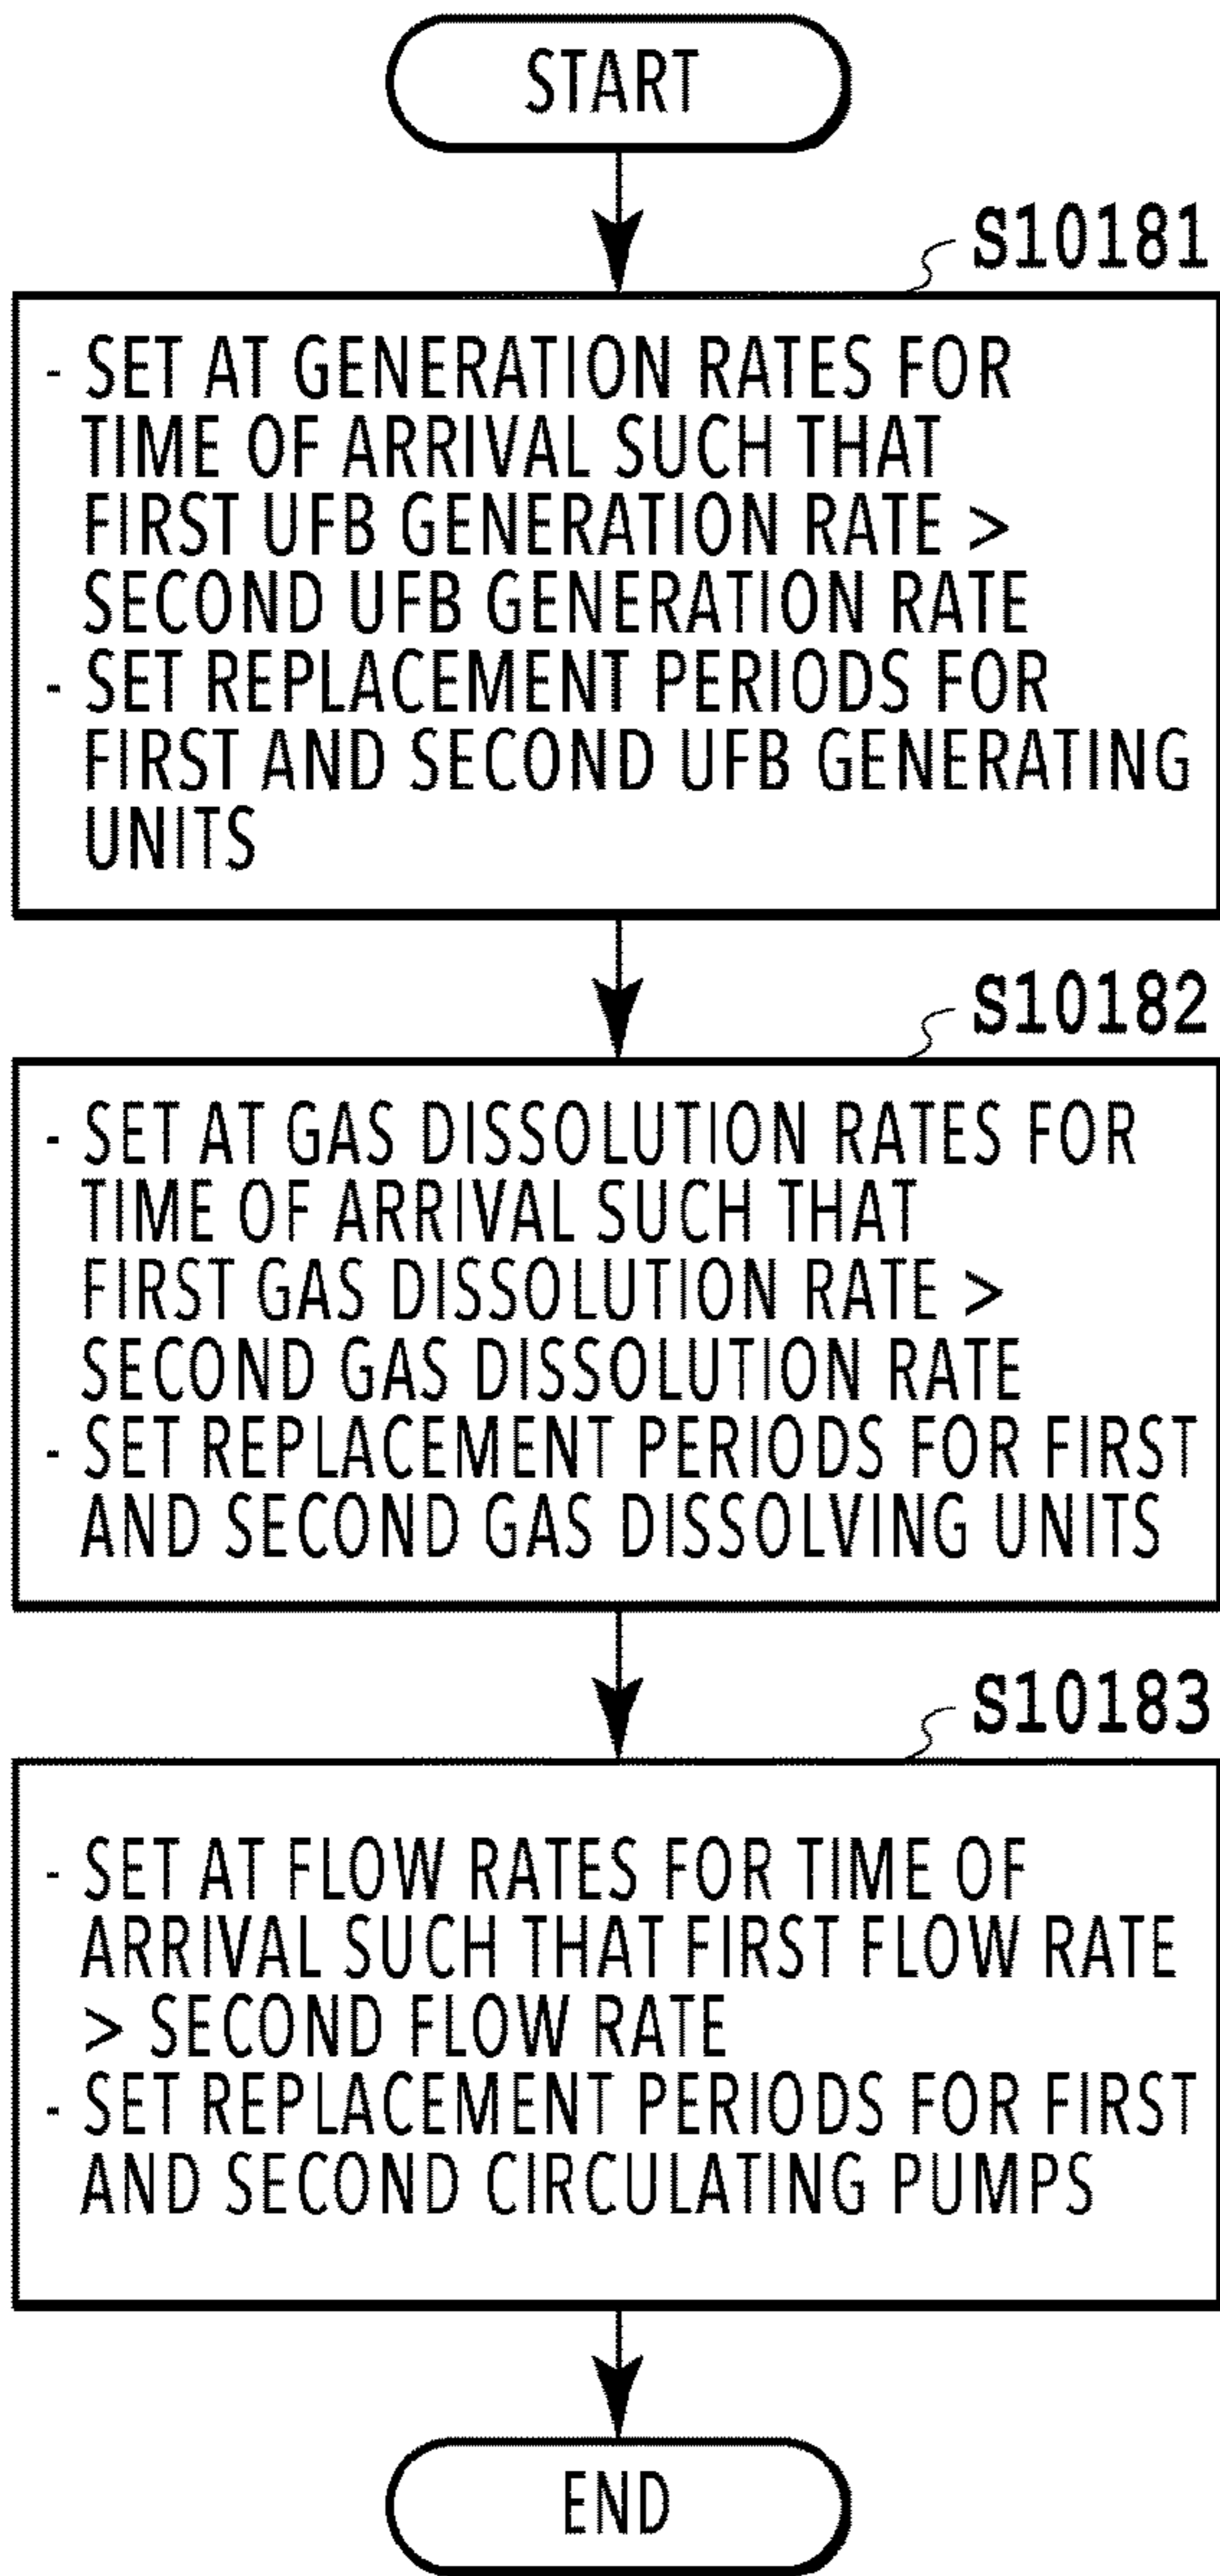 START
S10181
- SET AT GENERATION RATES FOR
TIME OF ARRIVAL SUCH THAT
FIRST UFB GENERATION RATE >
SECOND UFB GENERATION RATE
- SET REPLACEMENT PERIODS FOR
FIRST AND SECOND UFB GENERATING
UNITS
S10182
- SET AT GAS DISSOLUTION RATES FOR
TIME OF ARRIVAL SUCH THAT
FIRST GAS DISSOLUTION RATE >
SECOND GAS DISSOLUTION RATE
- SET REPLACEMENT PERIODS FOR FIRST
AND SECOND GAS DISSOLVING UNITS
S10183
- SET AT FLOW RATES FOR TIME OF
ARRIVAL SUCH THAT FIRST FLOW RATE
> SECOND FLOW RATE
- SET REPLACEMENT PERIODS FOR FIRST
AND SECOND CIRCULATING PUMPS
END